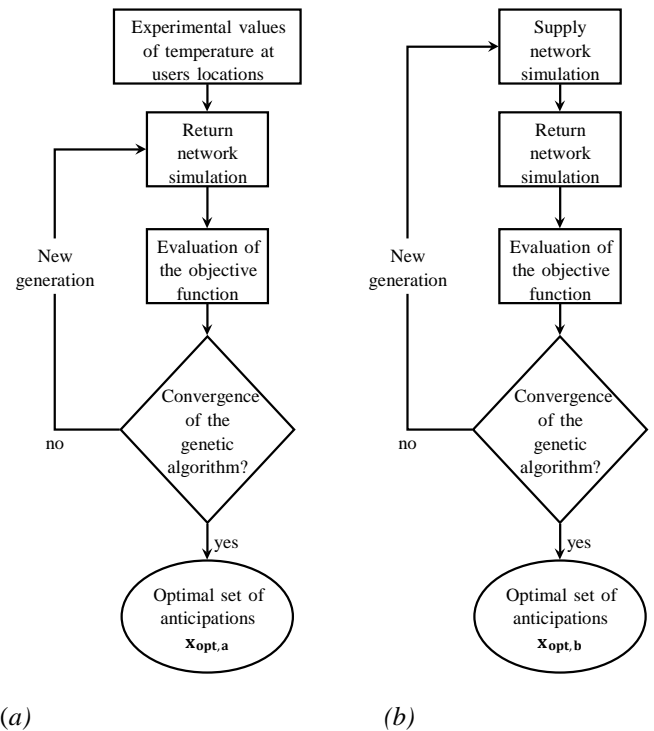 Experimental values
of temperature at
users locations
Return
network
simulation
Evaluation of
the objective
function
New
generation
Convergence
of the
genetic
algorithm?
no
yes
Optimal set of
anticipations
x_opt,a
(a)
Supply
network
simulation
Return
network
simulation
Evaluation of
the objective
function
New
generation
Convergence
of the
genetic
algorithm?
no
yes
Optimal set of
anticipations
x_opt,b
(b)